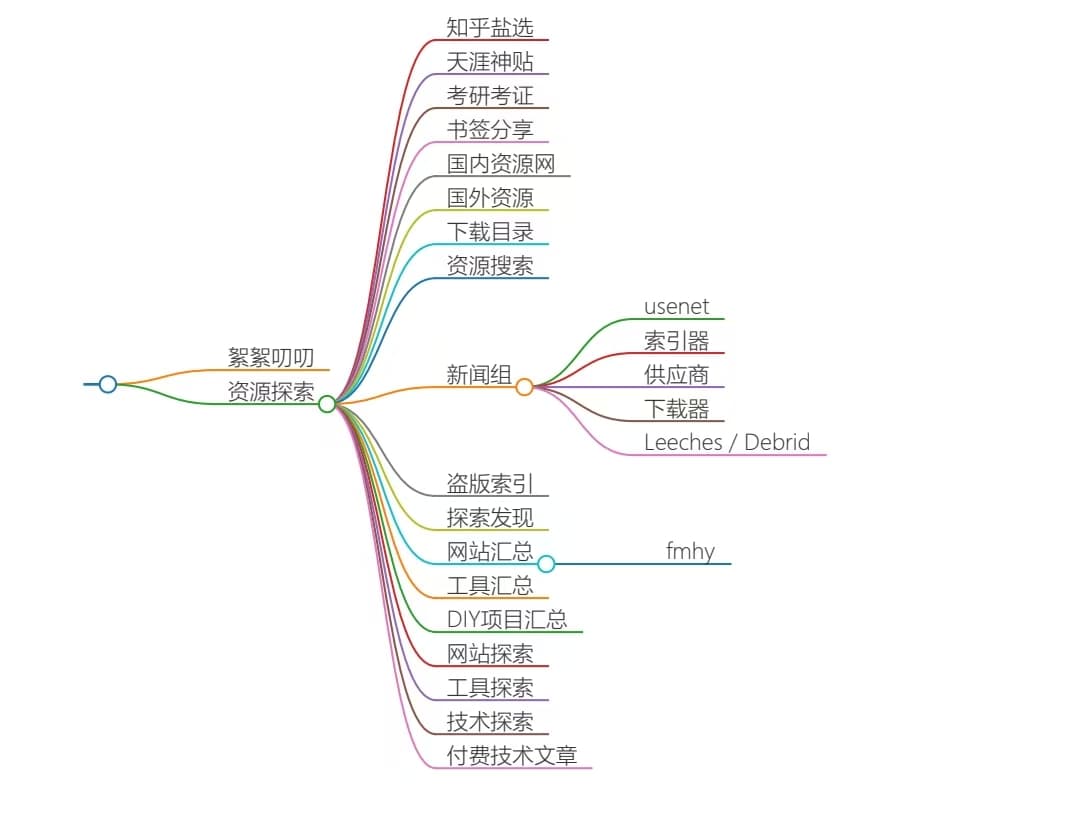 知乎盐选
天涯神贴
考研考证
书签分享
国内资源网
国外资源
下载目录
资源搜索
usenet
索引器
絮絮叨叨
新闻组
供应商
资源探索
下载器
Leeches / Debrid
盗版索引
探索发现
网站汇总
fmhy
工具汇总
DIY项目汇总
网站探索
工具探索
技术探索
付费技术文章